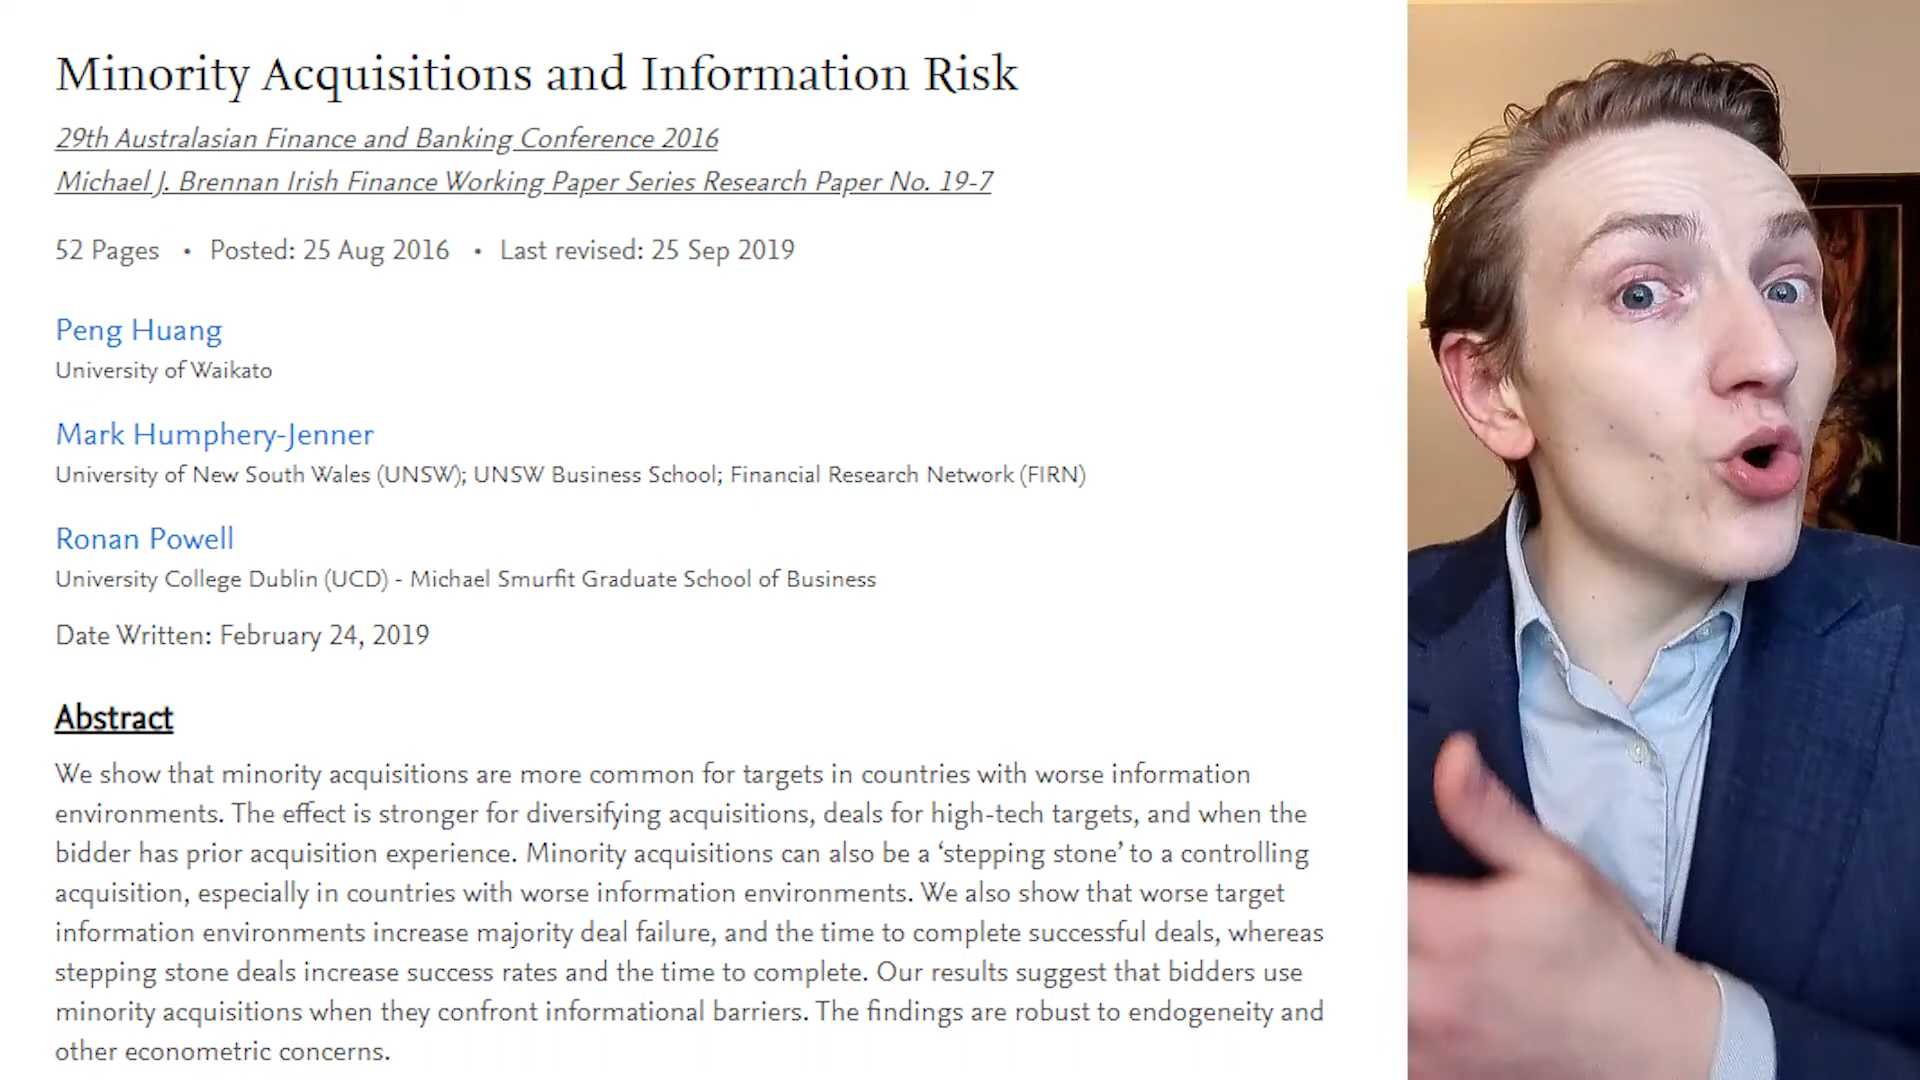 Minority Acquisitions and Information Risk
29th Australasian Finance and Banking Conference 2016
Michael J. Brennan Irish Finance Working Paper Series Research Paper No. 19-7
52 Pages • Posted: 25 Aug 2016 • Last revised: 25 Sep 2019
Peng Huang
University of Waikato
Mark Humphery-Jenner
University of New South Wales (UNSW); UNSW Business School; Financial Research Network (FIRN)
Ronan Powell
University College Dublin (UCD) - Michael Smurfit Graduate School of Business
Date Written: February 24, 2019
Abstract
We show that minority acquisitions are more common for targets in countries with worse information
environments. The effect is stronger for diversifying acquisitions, deals for high-tech targets, and when the
bidder has prior acquisition experience. Minority acquisitions can also be a ‘stepping stone’ to a controlling
acquisition, especially in countries with worse information environments. We also show that worse target
information environments increase majority deal failure, and the time to complete successful deals, whereas
stepping stone deals increase success rates and the time to complete. Our results suggest that bidders use
minority acquisitions when they confront informational barriers. The findings are robust to endogeneity and
other econometric concerns.